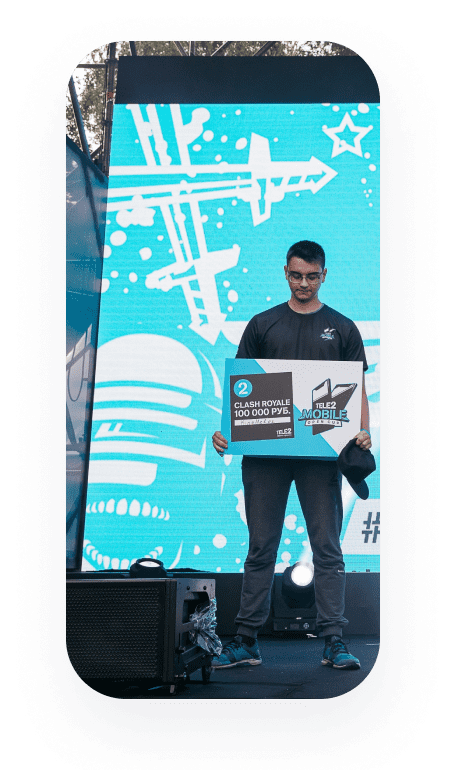 2
CLASH ROYALE
100 000 РУБ.
TELE2
TELE2
MOBILE
OPEN CUP
#